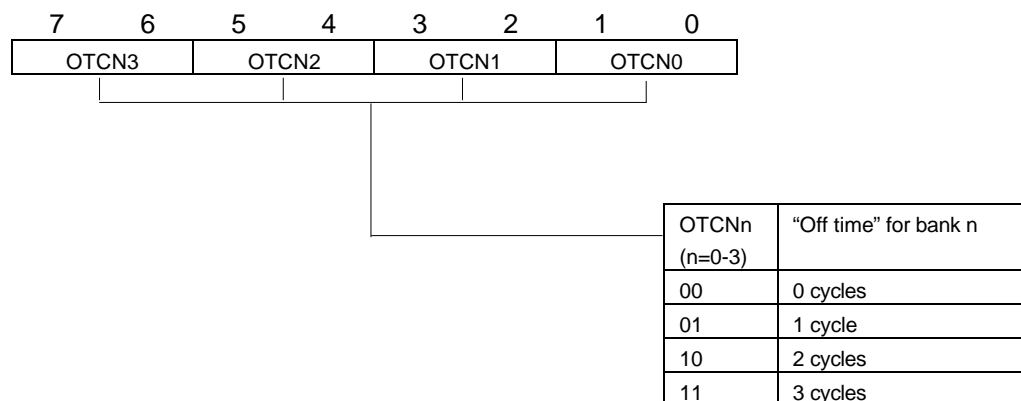 7 6 5 4 3 2 1 0
OTCN3 OTCN2 OTCN1 OTCN0
OTCNn “Off time” for bank n
(n=0-3)
00 0 cycles
01 1 cycle
10 2 cycles
11 3 cycles